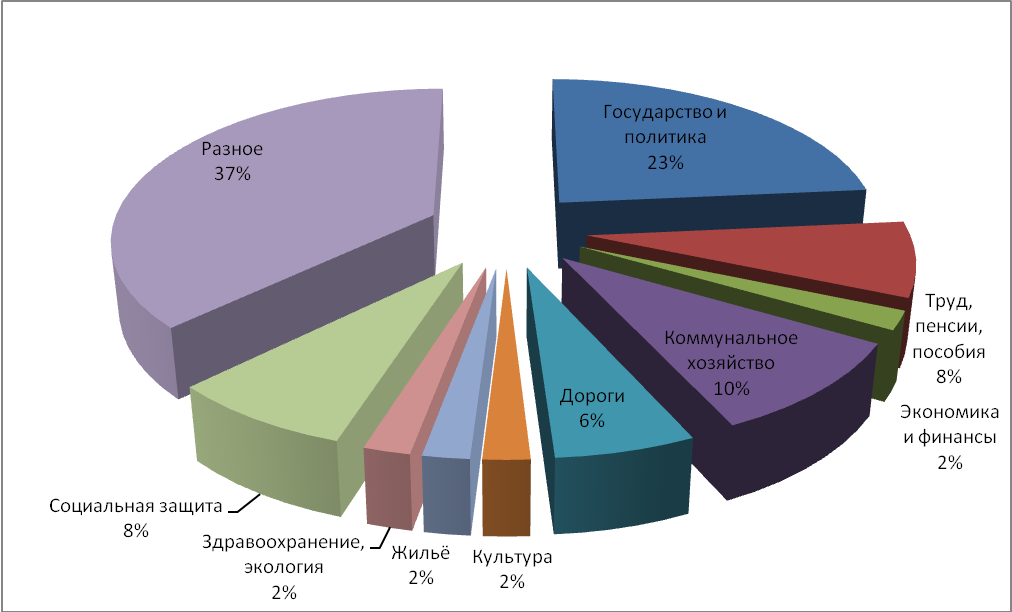 Государство и
политика
23%
Труд,
пенсии,
пособия
8%
Экономика
и финансы
2%
Коммунальное
хозяйство
10%
Дороги
6%
Культура
2%
Жильё
2%
Здравоохранение,
экология
2%
Социальная защита
8%
Разное
37%